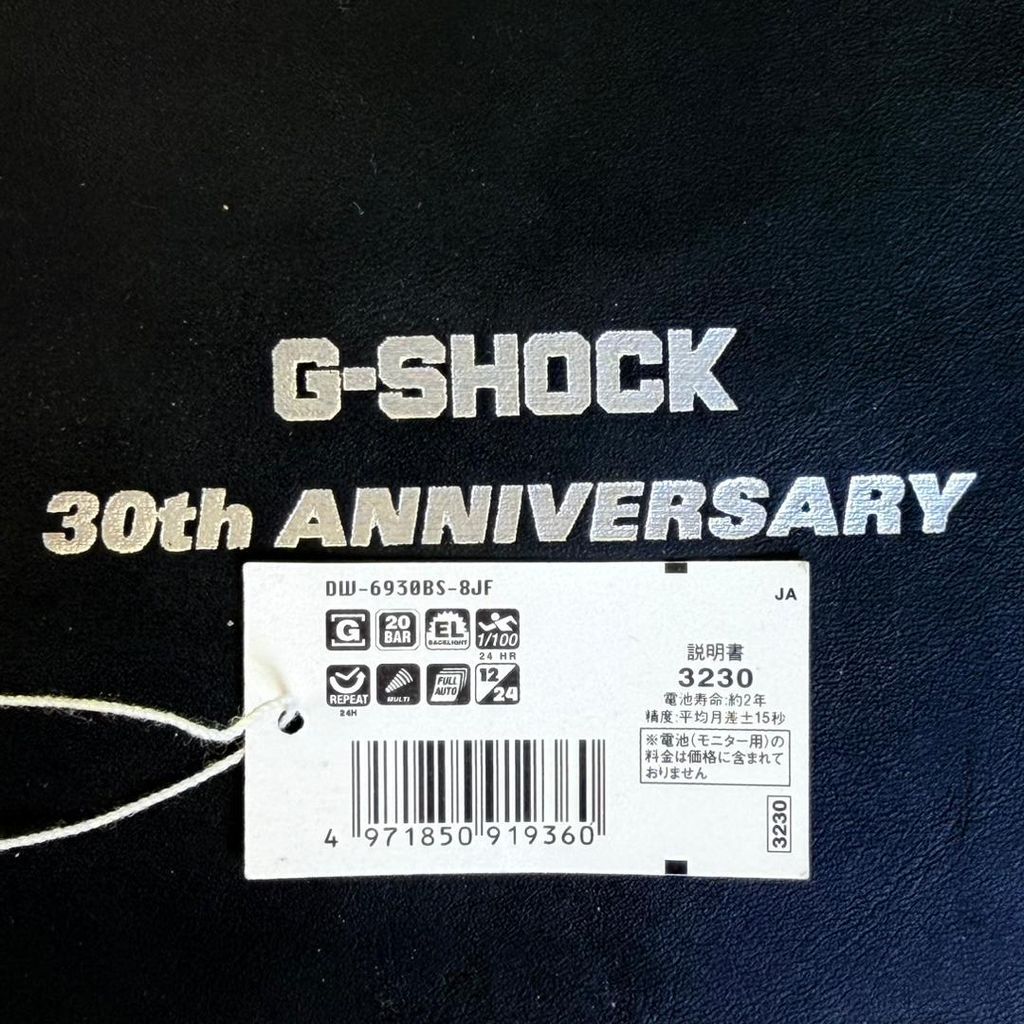 G-SHOCK
30th ANNIVERSARY
DW-6930BS-8JF
JA
G
20 BAR
EL BACKLIGHT
1/100
24 HR
REPEAT
24H
MULTI
FULL AUTO
12/24
説明書
3230
電池寿命:約2年
精度:平均月差±15秒
※電池(モニター用)の
料金は価格に含まれて
おりません
3230
4 971850 919360